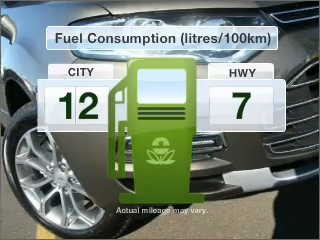 Fuel Consumption (litres/100km)
CITY
HWY
12
7
Actual mileage may vary.